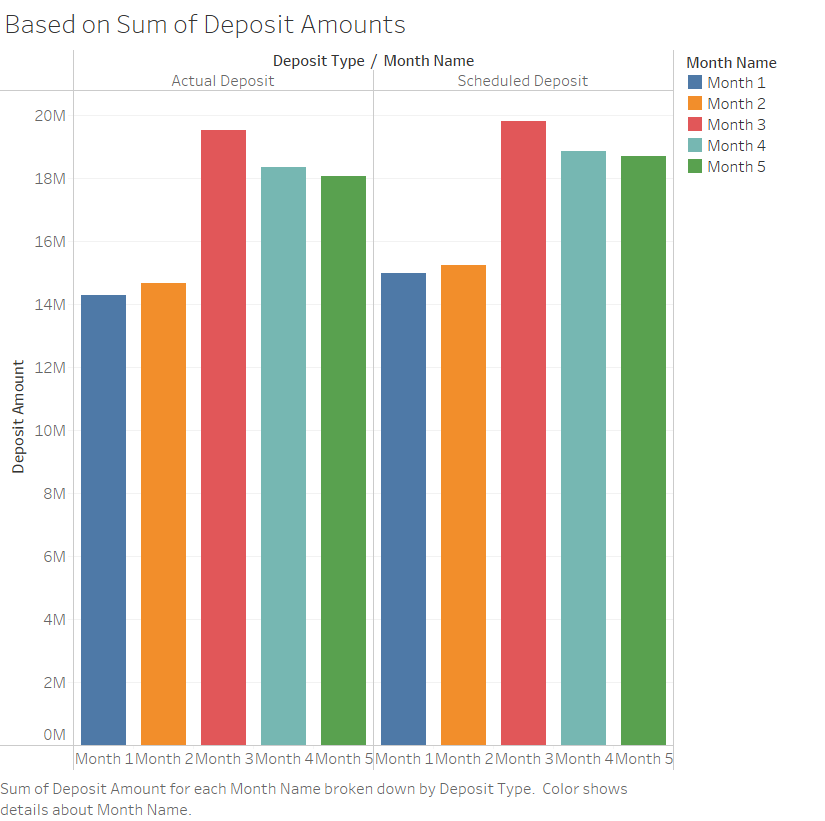 Based on Sum of Deposit Amounts
Deposit Type / Month Name
Actual Deposit
Scheduled Deposit
Month Name
Month 1
Month 2
Month 3
Month 4
Month 5
20M
18M
16M
14M
12M
10M
8M
6M
4M
2M
0M
Deposit Amount
Month 1 Month 2 Month 3 Month 4 Month 5 Month 1 Month 2 Month 3 Month 4 Month 5
Sum of Deposit Amount for each Month Name broken down by Deposit Type. Color shows
details about Month Name.